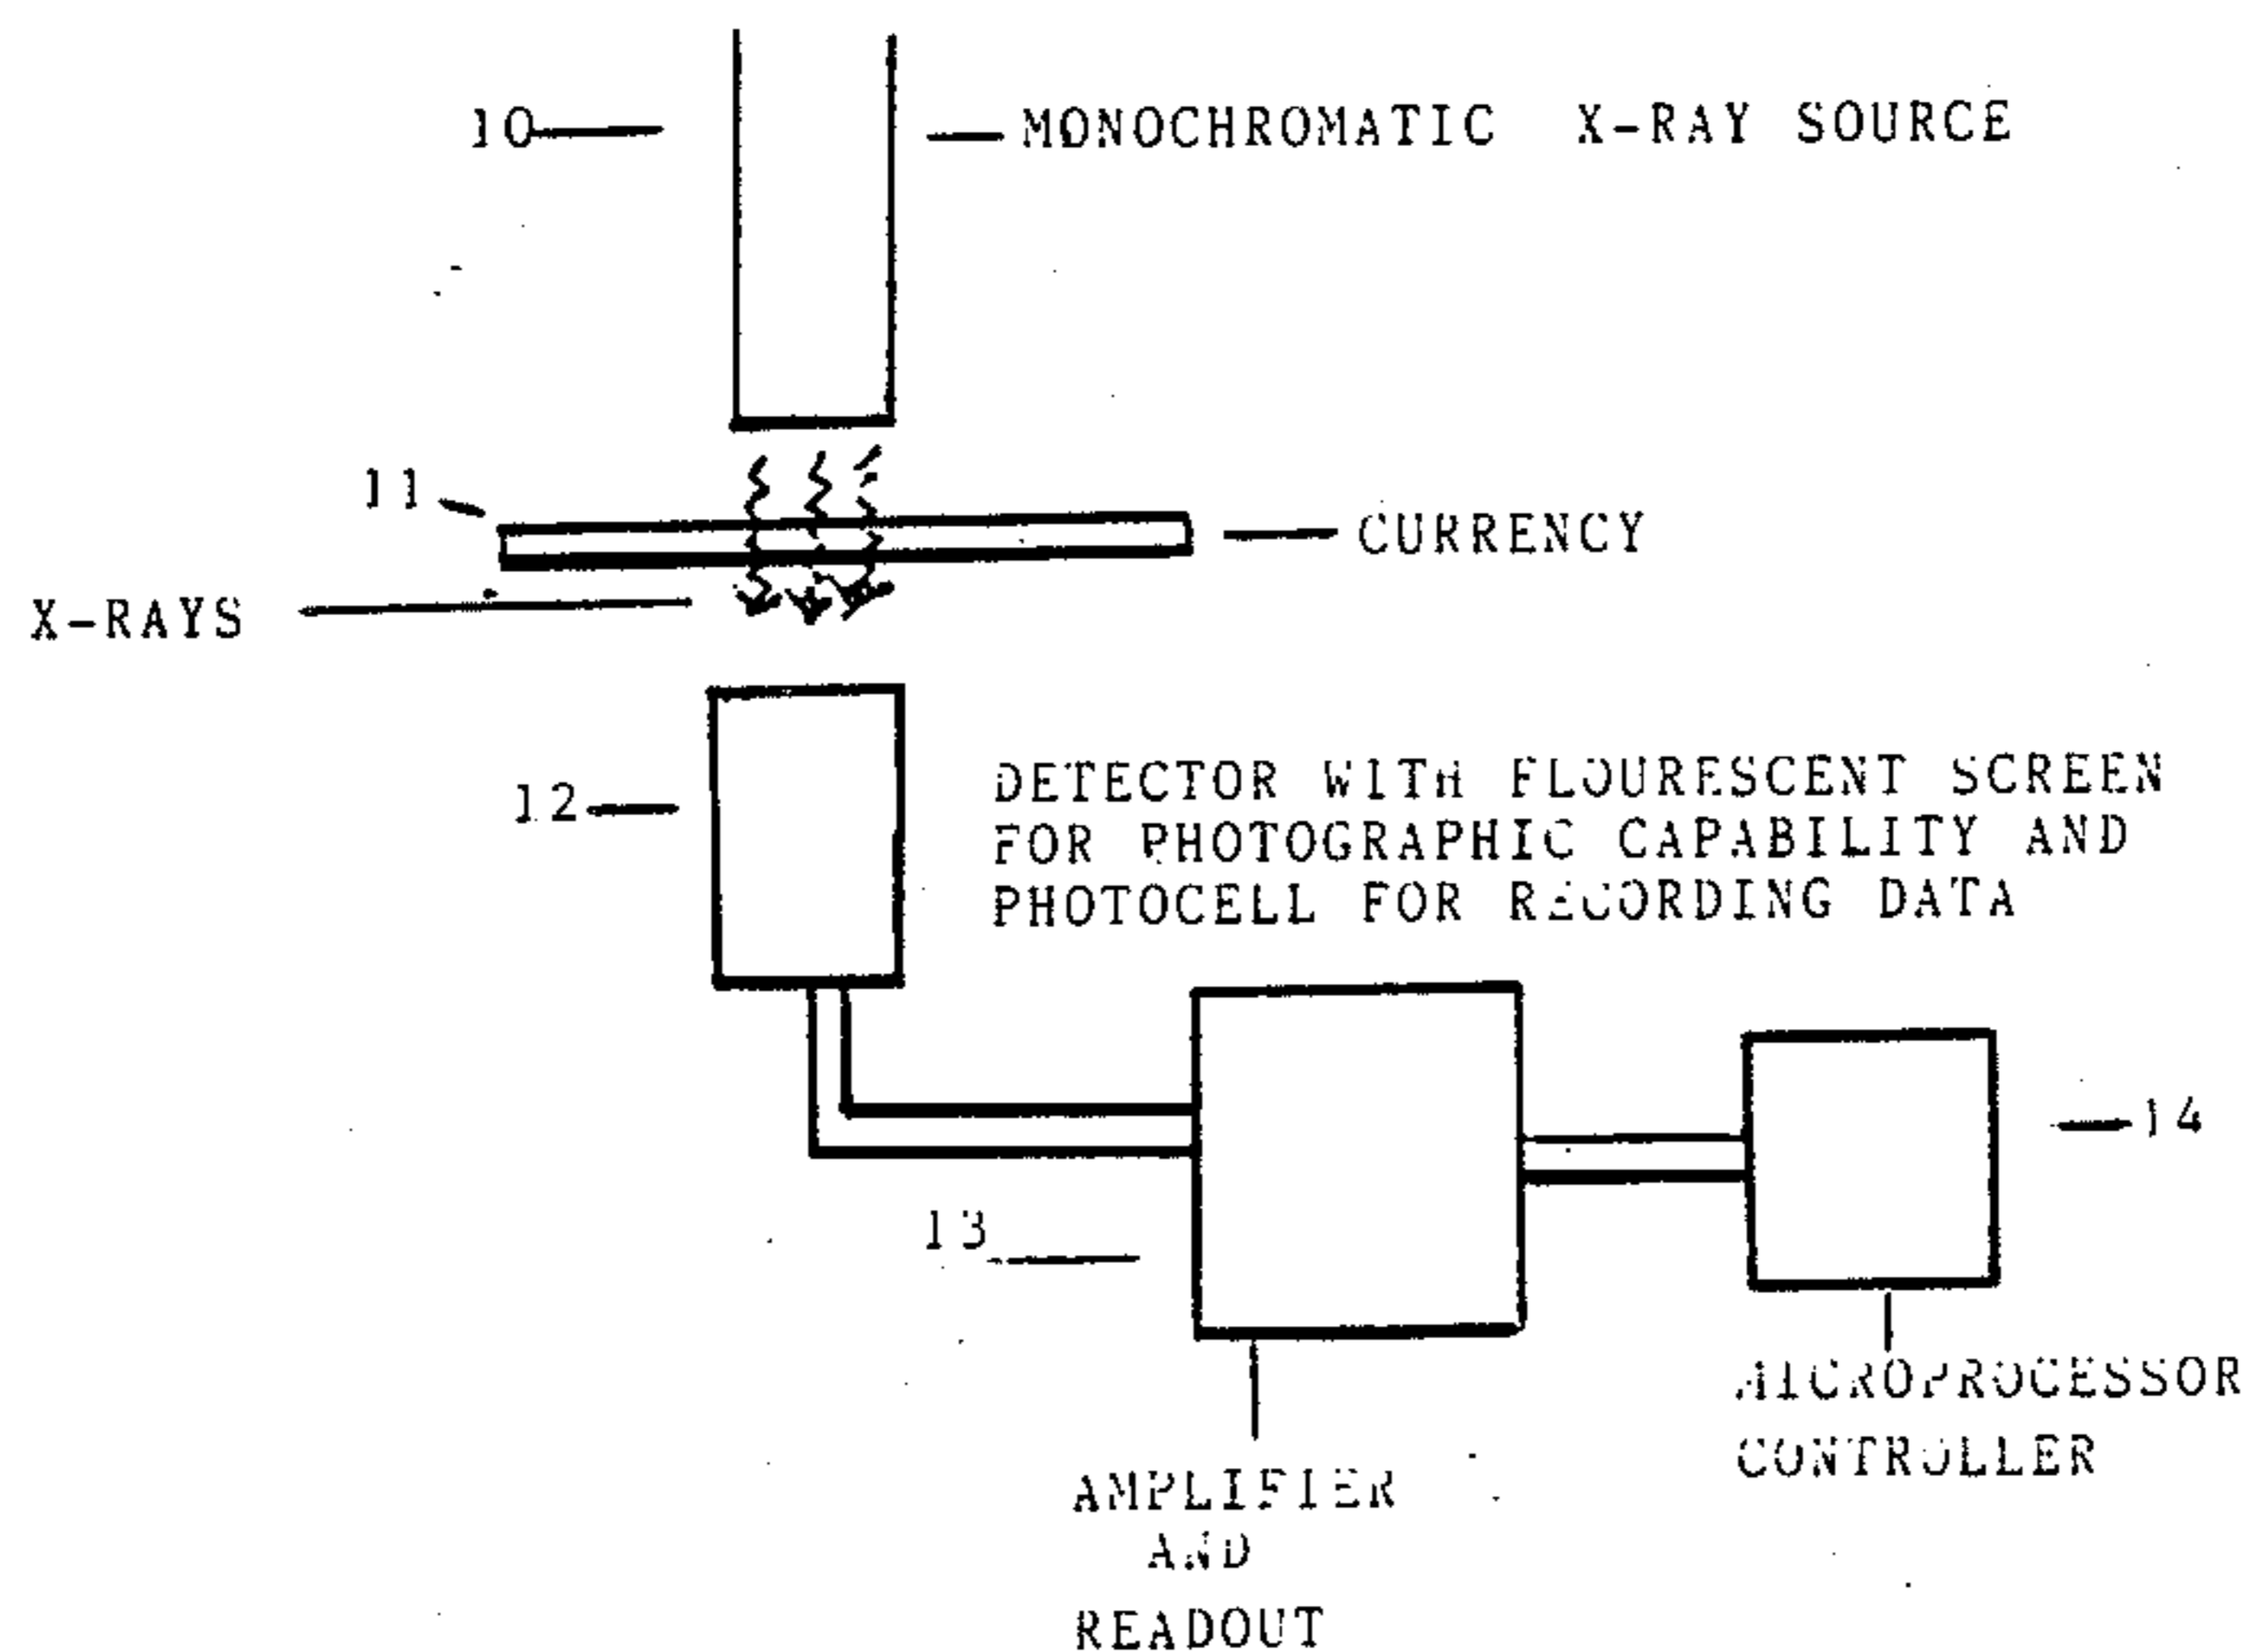 10
MONOCHROMATIC X-RAY SOURCE
11
CURRENCY
X-RAYS
12
DETECTOR WITH FLOURESCENT SCREEN
FOR PHOTOGRAPHIC CAPABILITY AND
PHOTOCELL FOR RECORDING DATA
14
13
MICROPROCESSOR
CONTROLLER
AMPLIFIER
AND
READOUT